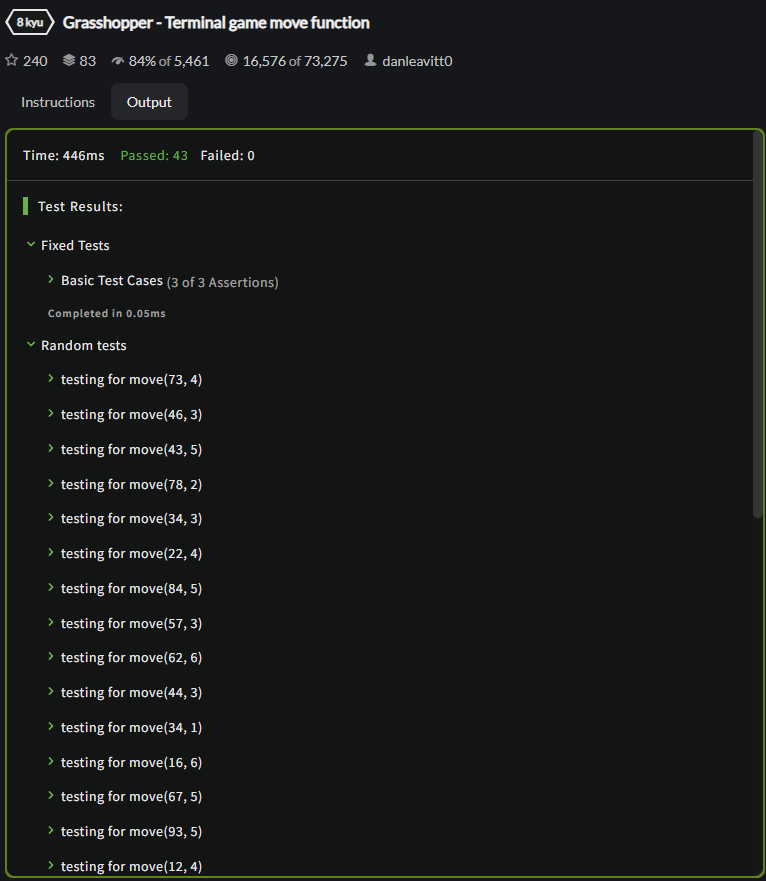 8 kyu Grasshopper - Terminal game move function
240 83 84% of 5,461 16,576 of 73,275 danleavitt0
Instructions Output
Time: 446ms Passed: 43 Failed: 0
Test Results:
Fixed Tests
Basic Test Cases (3 of 3 Assertions)
Completed in 0.05ms
Random tests
testing for move(73, 4)
testing for move(46, 3)
testing for move(43, 5)
testing for move(78, 2)
testing for move(34, 3)
testing for move(22, 4)
testing for move(84, 5)
testing for move(57, 3)
testing for move(62, 6)
testing for move(44, 3)
testing for move(34, 1)
testing for move(16, 6)
testing for move(67, 5)
testing for move(93, 5)
testing for move(12, 4)